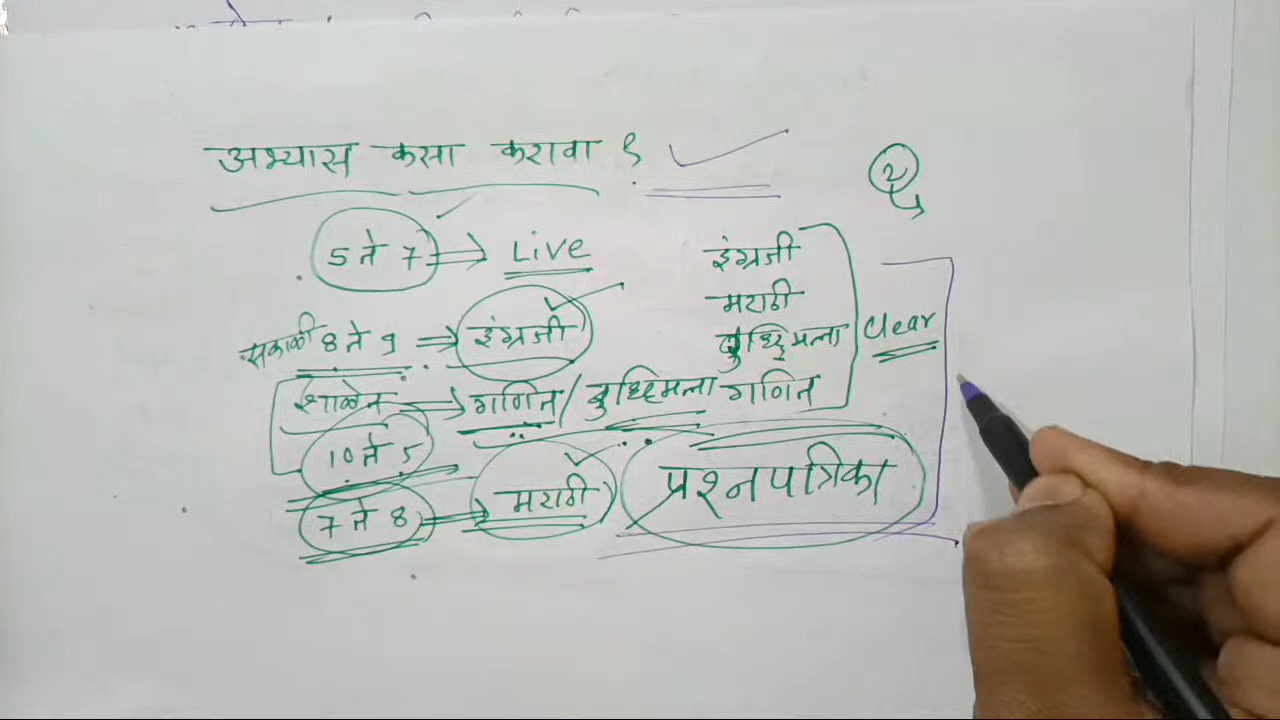 अभ्यास कसा करावा ?
२
5 ते 7 ⇒ Live
सकाळी 8 ते 9 ⇒ इंग्रजी
शाळेत ⇒ गणित / बुध्दिमत्ता
10 ते 5
7 ते 8 ⇒ मराठी
इंग्रजी
मराठी
बुध्दिमत्ता
गणित
Clear
प्रश्नपत्रिका